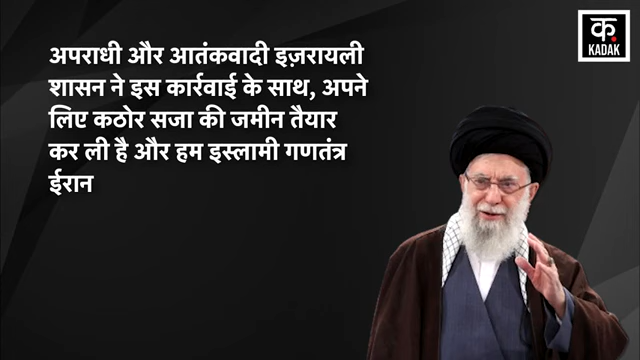 क.
KADAK
अपराधी और आतंकवादी इज़रायली
शासन ने इस कार्रवाई के साथ, अपने
लिए कठोर सजा की जमीन तैयार
कर ली है और हम इस्लामी गणतंत्र
ईरान